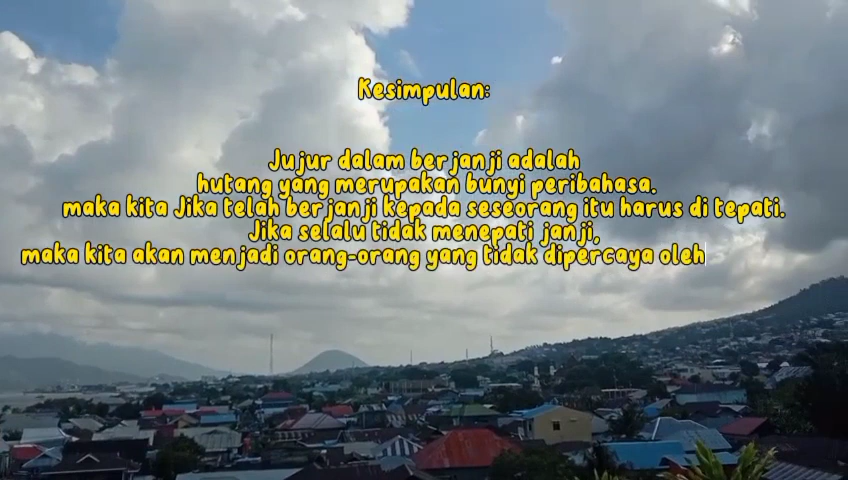 Kesimpulan:
Jujur dalam berjanji adalah
hutang yang merupakan bunyi peribahasa.
maka kita Jika telah berjanji kepada seseorang itu harus di tepati.
Jika selalu tidak menepati janji,
maka kita akan menjadi orang-orang yang tidak dipercaya oleh